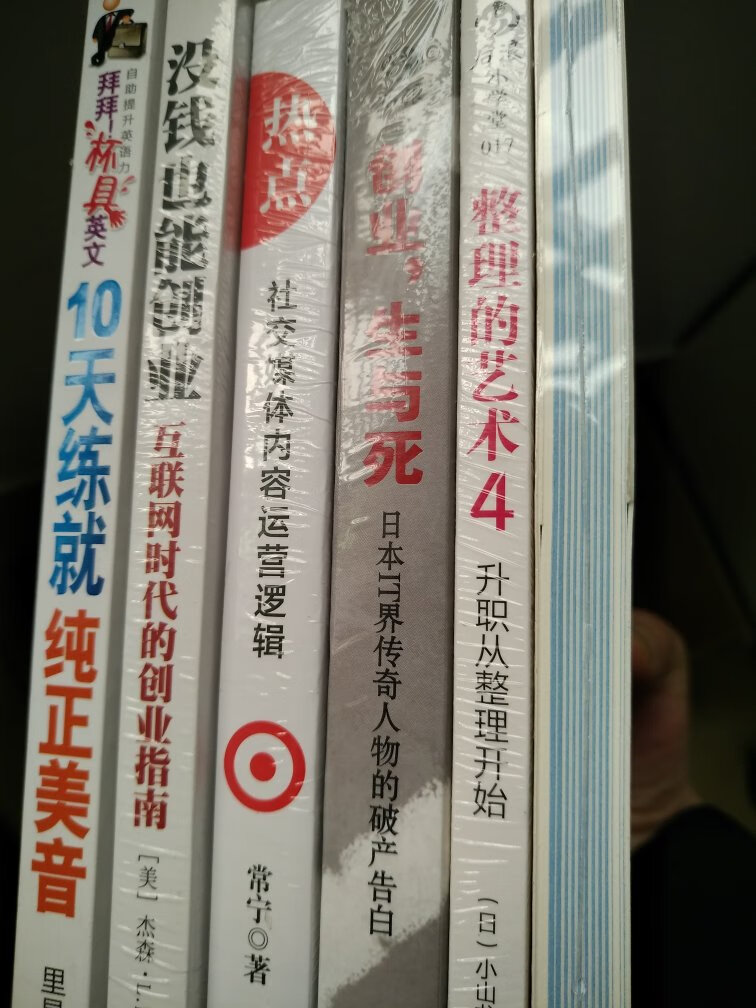 自助提升英语力
拜拜!杯具英文
10天练就纯正美音
没钱也能创业
互联网时代的创业指南
[美]杰森·
热点
社交媒体内容运营逻辑
常宁◎著
创业,生与死
日本IT界传奇人物的破产告白
小学堂
017
整理的艺术4
升职从整理开始
(日)小山